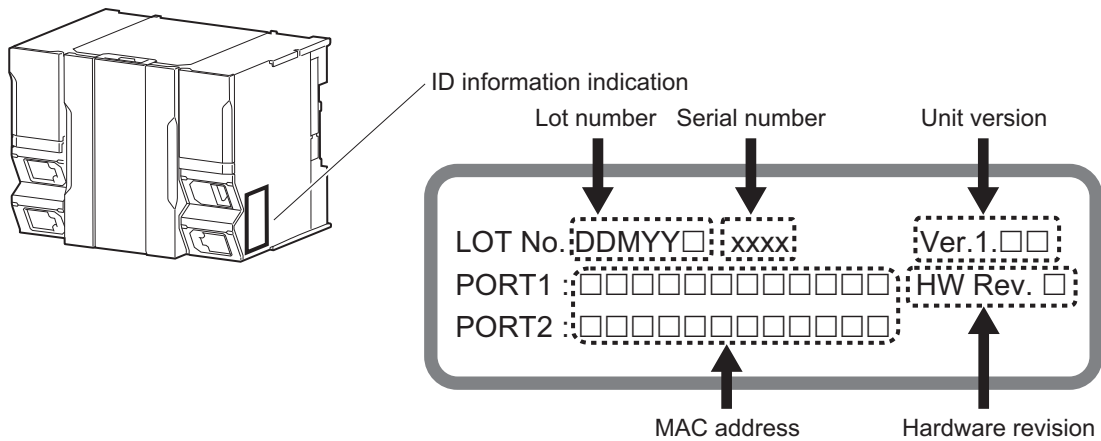 ID information indication
Lot number Serial number Unit version
LOT No. DDMYY□ xxxx Ver.1.□□
PORT1 : □□□□□□□□□□□□ HW Rev. □
PORT2 : □□□□□□□□□□□□
MAC address Hardware revision